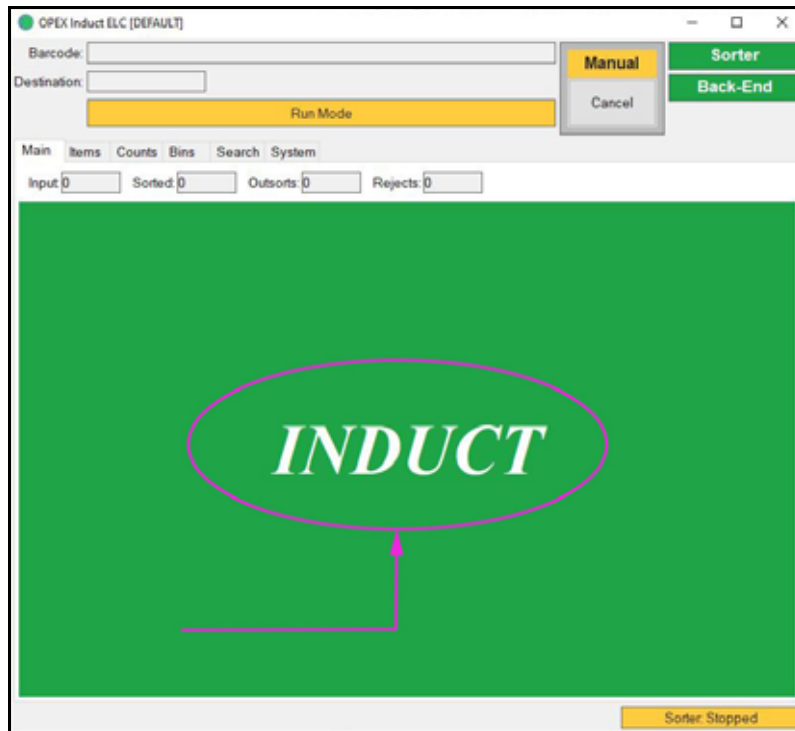 OPEX Induct ELC [DEFAULT]
Barcode:
Destination:
Run Mode
Manual
Cancel
Sorter
Back-End
Main Items Counts Bins Search System
Input: 0 Sorted: 0 Outsorts: 0 Rejects: 0
INDUCT
Sorter: Stopped